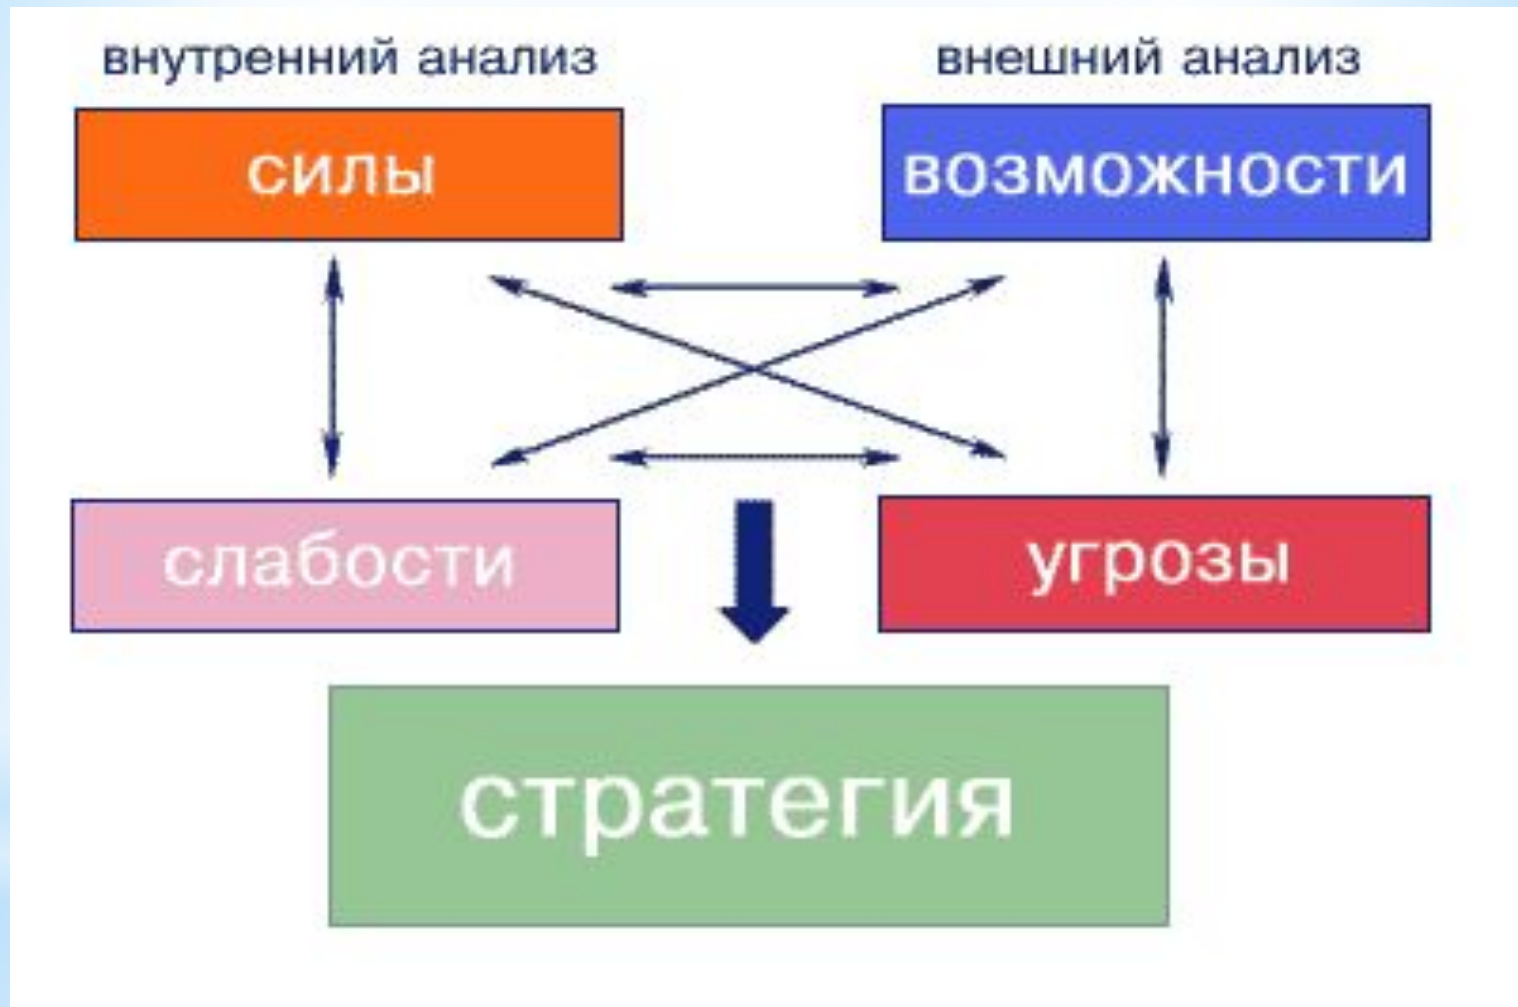 внутренний анализ
внешний анализ
силы
возможности
слабости
угрозы
стратегия